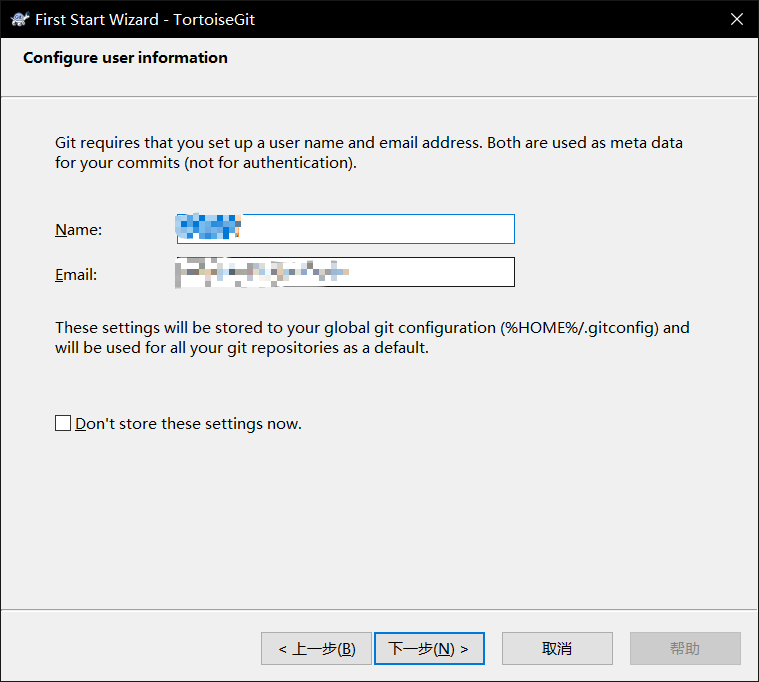 First Start Wizard - TortoiseGit
Configure user information
Git requires that you set up a user name and email address. Both are used as meta data
for your commits (not for authentication).
Name:
Email:
These settings will be stored to your global git configuration (%HOME%/.gitconfig) and
will be used for all your git repositories as a default.
Don't store these settings now.
< 上一步(B) 下一步(N) > 取消 帮助